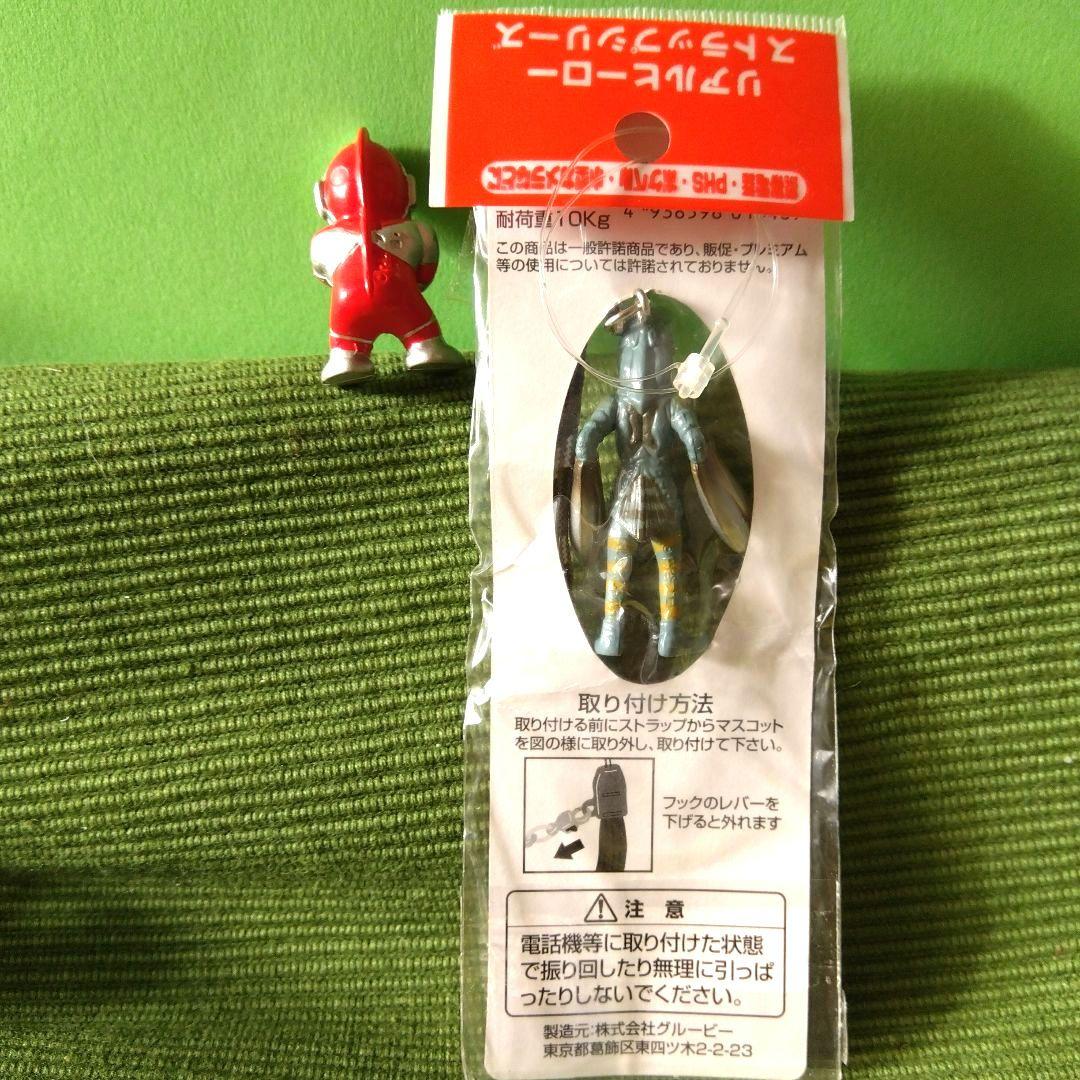 リアルヒーロー
ストラップシリーズ
携帯電話・PHS・ポケベル・小型カメラなどに
耐荷重10Kg
この商品は一般許諾商品であり、販促・プレミアム
等の使用については許諾されておりません。
取り付け方法
取り付ける前にストラップからマスコット
を図の様に取り外し、取り付けて下さい。
フックのレバーを
下げると外れます
注 意
電話機等に取り付けた状態
で振り回したり無理に引っぱ
ったりしないでください。
製造元:株式会社グルービー
東京都葛飾区東四ツ木2-2-23